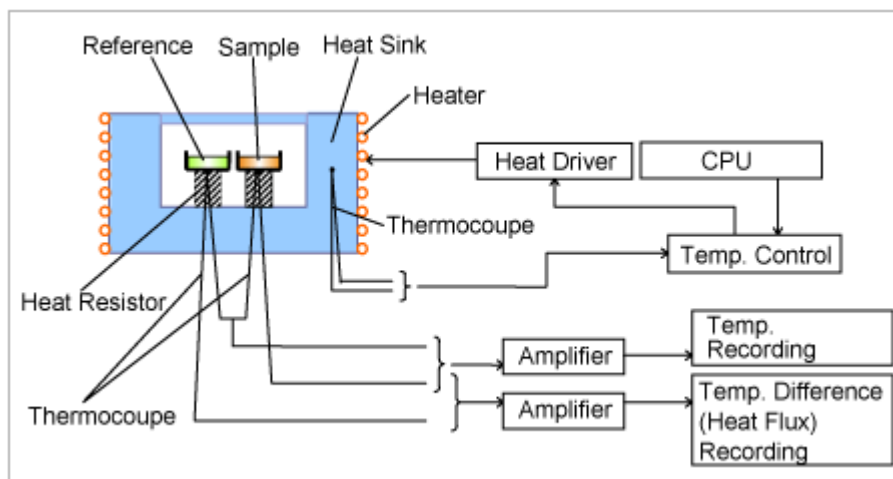 Reference
Sample
Heat Sink
Heater
Heat Driver
CPU
Thermocoupe
Temp. Control
Heat Resistor
Temp.
Recording
Amplifier
Thermocoupe
Amplifier
Temp. Difference
(Heat Flux)
Recording